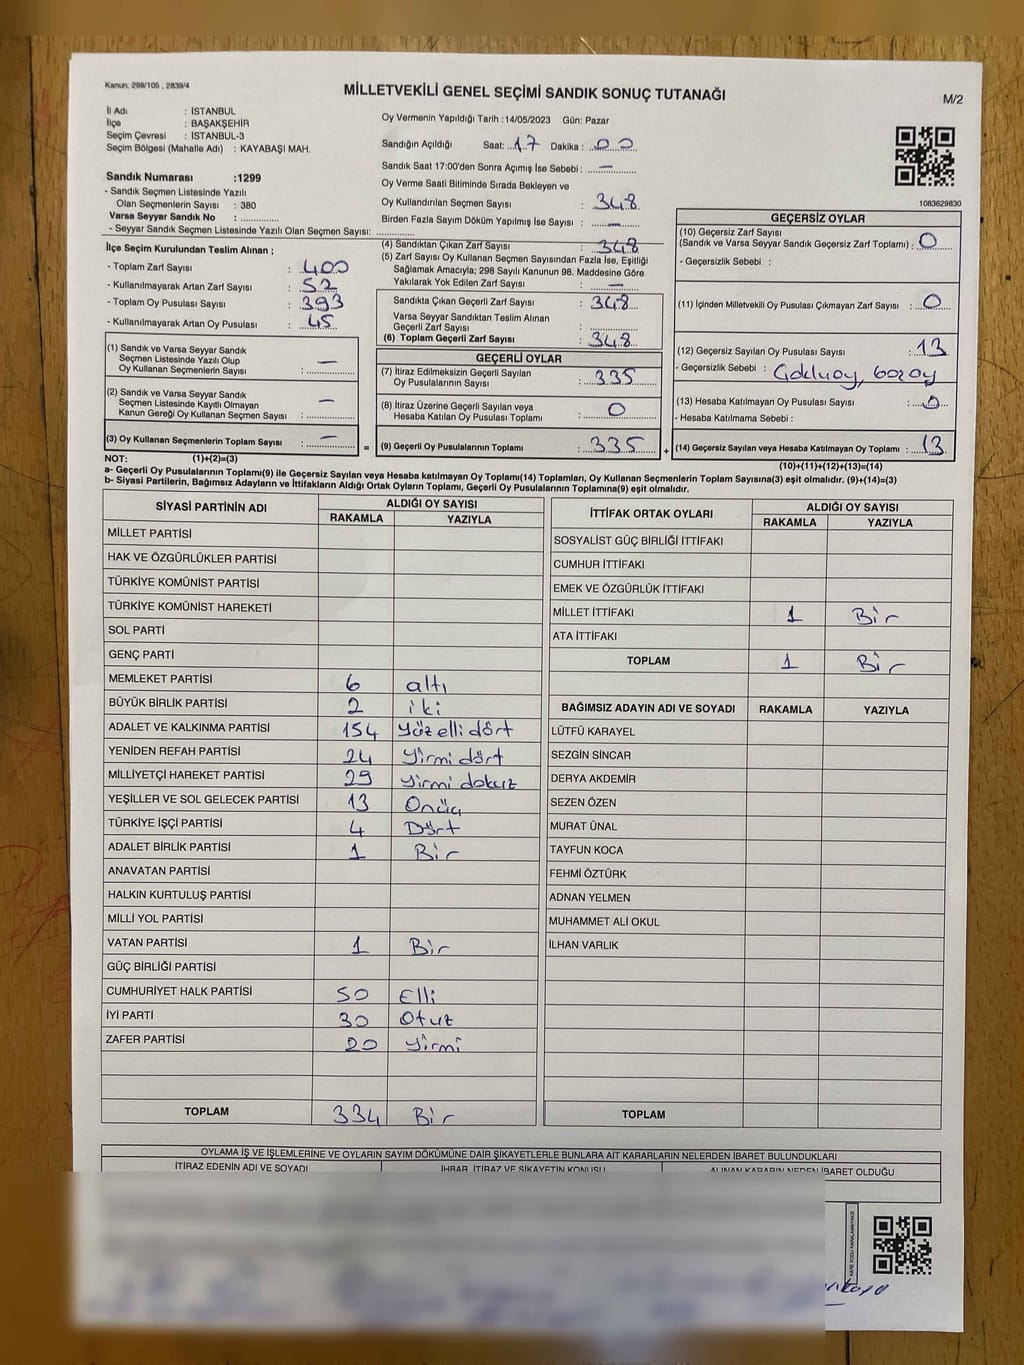 Kanun; 298/105 , 2839/4
MİLLETVEKİLİ GENEL SEÇİMİ SANDIK SONUÇ TUTANAĞI
M/2
İl Adı : İSTANBUL
İlçe : BAŞAKŞEHİR
Seçim Çevresi : İSTANBUL-3
Seçim Bölgesi (Mahalle Adı) : KAYABAŞI MAH.
Sandık Numarası :1299
- Sandık Seçmen Listesinde Yazılı
Olan Seçmenlerin Sayısı : 380
Varsa Seyyar Sandık No : ..............
- Seyyar Sandık Seçmen Listesinde Yazılı Olan Seçmen Sayısı: ..............
Oy Vermenin Yapıldığı Tarih :14/05/2023 Gün: Pazar
Sandığın Açıldığı Saat: 17 Dakika : 00
Sandık Saat 17:00'den Sonra Açımış İse Sebebi : —
Oy Verme Saati Bitiminde Sırada Bekleyen ve
Oy Kullandırılan Seçmen Sayısı : 348
Birden Fazla Sayım Döküm Yapılmış İse Sayısı : —
1083629830
İlçe Seçim Kurulundan Teslim Alınan ;
- Toplam Zarf Sayısı : 400
- Kullanılmayarak Artan Zarf Sayısı : 52
- Toplam Oy Pusulası Sayısı : 393
- Kullanılmayarak Artan Oy Pusulası : 45
(1) Sandık ve Varsa Seyyar Sandık
Seçmen Listesinde Yazılı Olup
Oy Kullanan Seçmenlerin Sayısı : —
(2) Sandık ve Varsa Seyyar Sandık
Seçmen Listesinde Kayıtlı Olmayan
Kanun Gereği Oy Kullanan Seçmen Sayısı : —
(3) Oy Kullanan Seçmenlerin Toplam Sayısı : — =
(4) Sandıktan Çıkan Zarf Sayısı : 348
(5) Zarf Sayısı Oy Kullanan Seçmen Sayısından Fazla İse, Eşitliği
Sağlamak Amacıyla; 298 Sayılı Kanunun 98. Maddesine Göre
Yakılarak Yok Edilen Zarf Sayısı : —
Sandıkta Çıkan Geçerli Zarf Sayısı : 348
Varsa Seyyar Sandıktan Teslim Alınan
Geçerli Zarf Sayısı : ..............
(6) Toplam Geçerli Zarf Sayısı : 348
GEÇERLİ OYLAR
(7) İtiraz Edilmeksizin Geçerli Sayılan
Oy Pusulalarının Sayısı : 335
(8) İtiraz Üzerine Geçerli Sayılan veya
Hesaba Katılan Oy Pusulaları Toplamı : 0
(9) Geçerli Oy Pusulalarının Toplamı : 335 +
GEÇERSİZ OYLAR
(10) Geçersiz Zarf Sayısı
(Sandık ve Varsa Seyyar Sandık Geçersiz Zarf Toplamı) : 0
- Geçersizlik Sebebi :
(11) İçinden Milletvekili Oy Pusulası Çıkmayan Zarf Sayısı : 0
(12) Geçersiz Sayılan Oy Pusulası Sayısı : 13
- Geçersizlik Sebebi :
(13) Hesaba Katılmayan Oy Pusulası Sayısı : 0
- Hesaba Katılmama Sebebi :
(14) Geçersiz Sayılan veya Hesaba Katılmayan Oy Toplamı : 13
NOT: (1)+(2)=(3)
(10)+(11)+(12)+(13)=(14)
a- Geçerli Oy Pusulalarının Toplamı(9) ile Geçersiz Sayılan veya Hesaba katılmayan Oy Toplamı(14) Toplamları, Oy Kullanan Seçmenlerin Toplam Sayısına(3) eşit olmalıdır. (9)+(14)=(3)
b- Siyasi Partilerin, Bağımsız Adayların ve İttifakların Aldığı Ortak Oyların Toplamı, Geçerli Oy Pusulalarının Toplamına(9) eşit olmalıdır.
SİYASİ PARTİNİN ADI ALDIĞI OY SAYISI
RAKAMLA YAZIYLA
MİLLET PARTİSİ
HAK VE ÖZGÜRLÜKLER PARTİSİ
TÜRKİYE KOMÜNİST PARTİSİ
TÜRKİYE KOMÜNİST HAREKETİ
SOL PARTİ
GENÇ PARTİ
MEMLEKET PARTİSİ 6 altı
BÜYÜK BİRLİK PARTİSİ 2 iki
ADALET VE KALKINMA PARTİSİ 154 Yüz elli dört
YENİDEN REFAH PARTİSİ 24 Yirmi dört
MİLLİYETÇİ HAREKET PARTİSİ 29 Yirmi dokuz
YEŞİLLER VE SOL GELECEK PARTİSİ 13 Onüç
TÜRKİYE İŞÇİ PARTİSİ 4 Dört
ADALET BİRLİK PARTİSİ 1 Bir
ANAVATAN PARTİSİ
HALKIN KURTULUŞ PARTİSİ
MİLLİ YOL PARTİSİ
VATAN PARTİSİ 1 Bir
GÜÇ BİRLİĞİ PARTİSİ
CUMHURİYET HALK PARTİSİ 50 Elli
İYİ PARTİ 30 Otuz
ZAFER PARTİSİ 20 Yirmi
TOPLAM 334 Bir
İTTİFAK ORTAK OYLARI ALDIĞI OY SAYISI
RAKAMLA YAZIYLA
SOSYALİST GÜÇ BİRLİĞİ İTTİFAKI
CUMHUR İTTİFAKI
EMEK VE ÖZGÜRLÜK İTTİFAKI
MİLLET İTTİFAKI 1 Bir
ATA İTTİFAKI
TOPLAM 1 Bir
BAĞIMSIZ ADAYIN ADI VE SOYADI RAKAMLA YAZIYLA
LÜTFÜ KARAYEL
SEZGİN SİNCAR
DERYA AKDEMİR
SEZEN ÖZEN
MURAT ÜNAL
TAYFUN KOCA
FEHMİ ÖZTÜRK
ADNAN YELMEN
MUHAMMET ALİ OKUL
İLHAN VARLIK
TOPLAM
OYLAMA İŞ VE İŞLEMLERİNE VE OYLARIN SAYIM DÖKÜMÜNE DAİR ŞİKAYETLERLE BUNLARA AİT KARARLARIN NELERDEN İBARET BULUNDUKLARI
İTİRAZ EDENİN ADI VE SOYADI İHBAR, İTİRAZ VE ŞİKAYETİN KONUSU ALINAN KARARIN NEDEN İBARET OLDUĞU